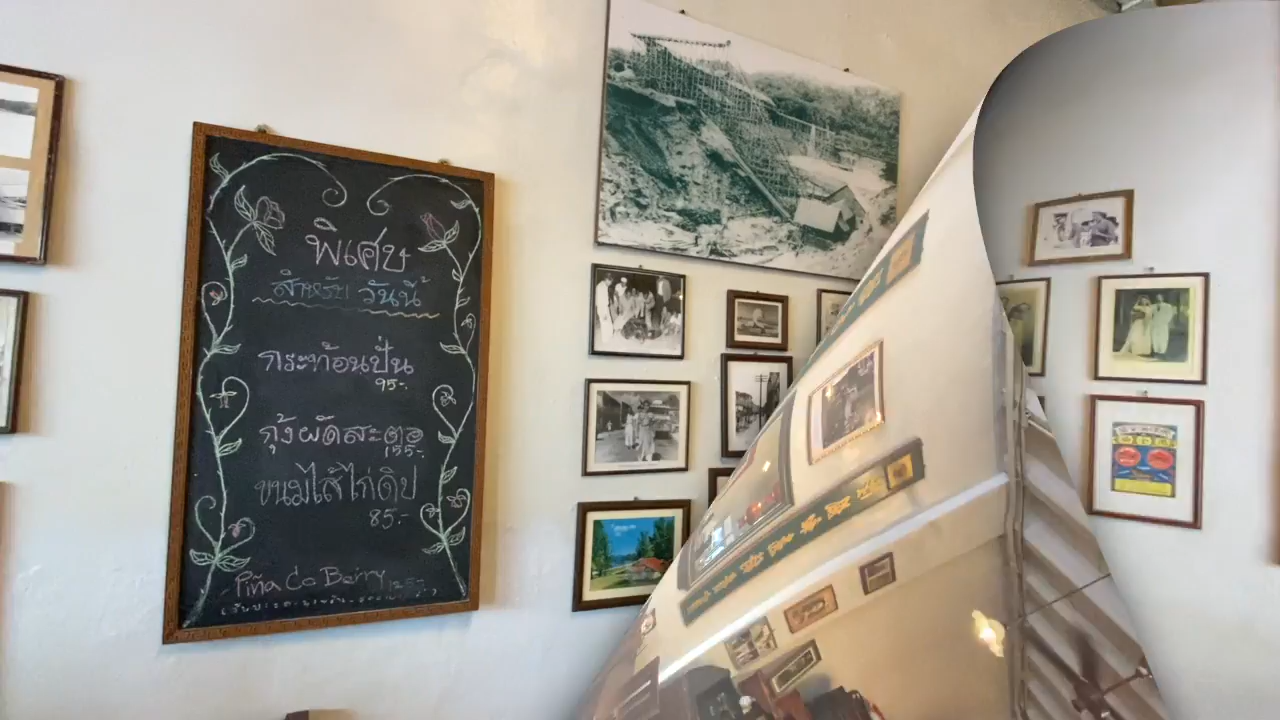 พิเศษ
สำหรับ วันนี้
กระท้อนปั่น
95-.
กุ้งผัดสะตอ
155-.
ขนมไส้ไก่ดิป
85.-
Piña Co Berry